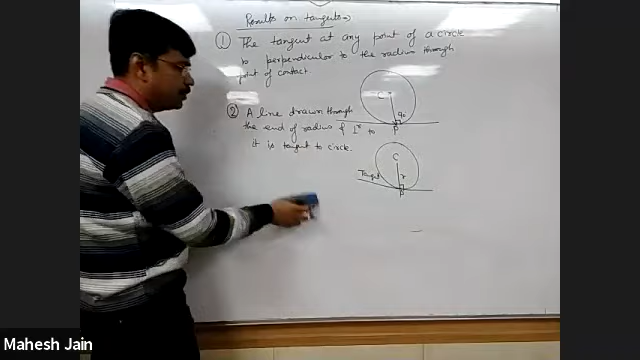 Results on tangents→
① The tangent at any point of a circle
is perpendicular to the radius through
point of contact
② A line drawn through
the end of radius & ⊥r to
it is tangent to circle.
C
90
P
C
Tangent
r
P
Mahesh Jain